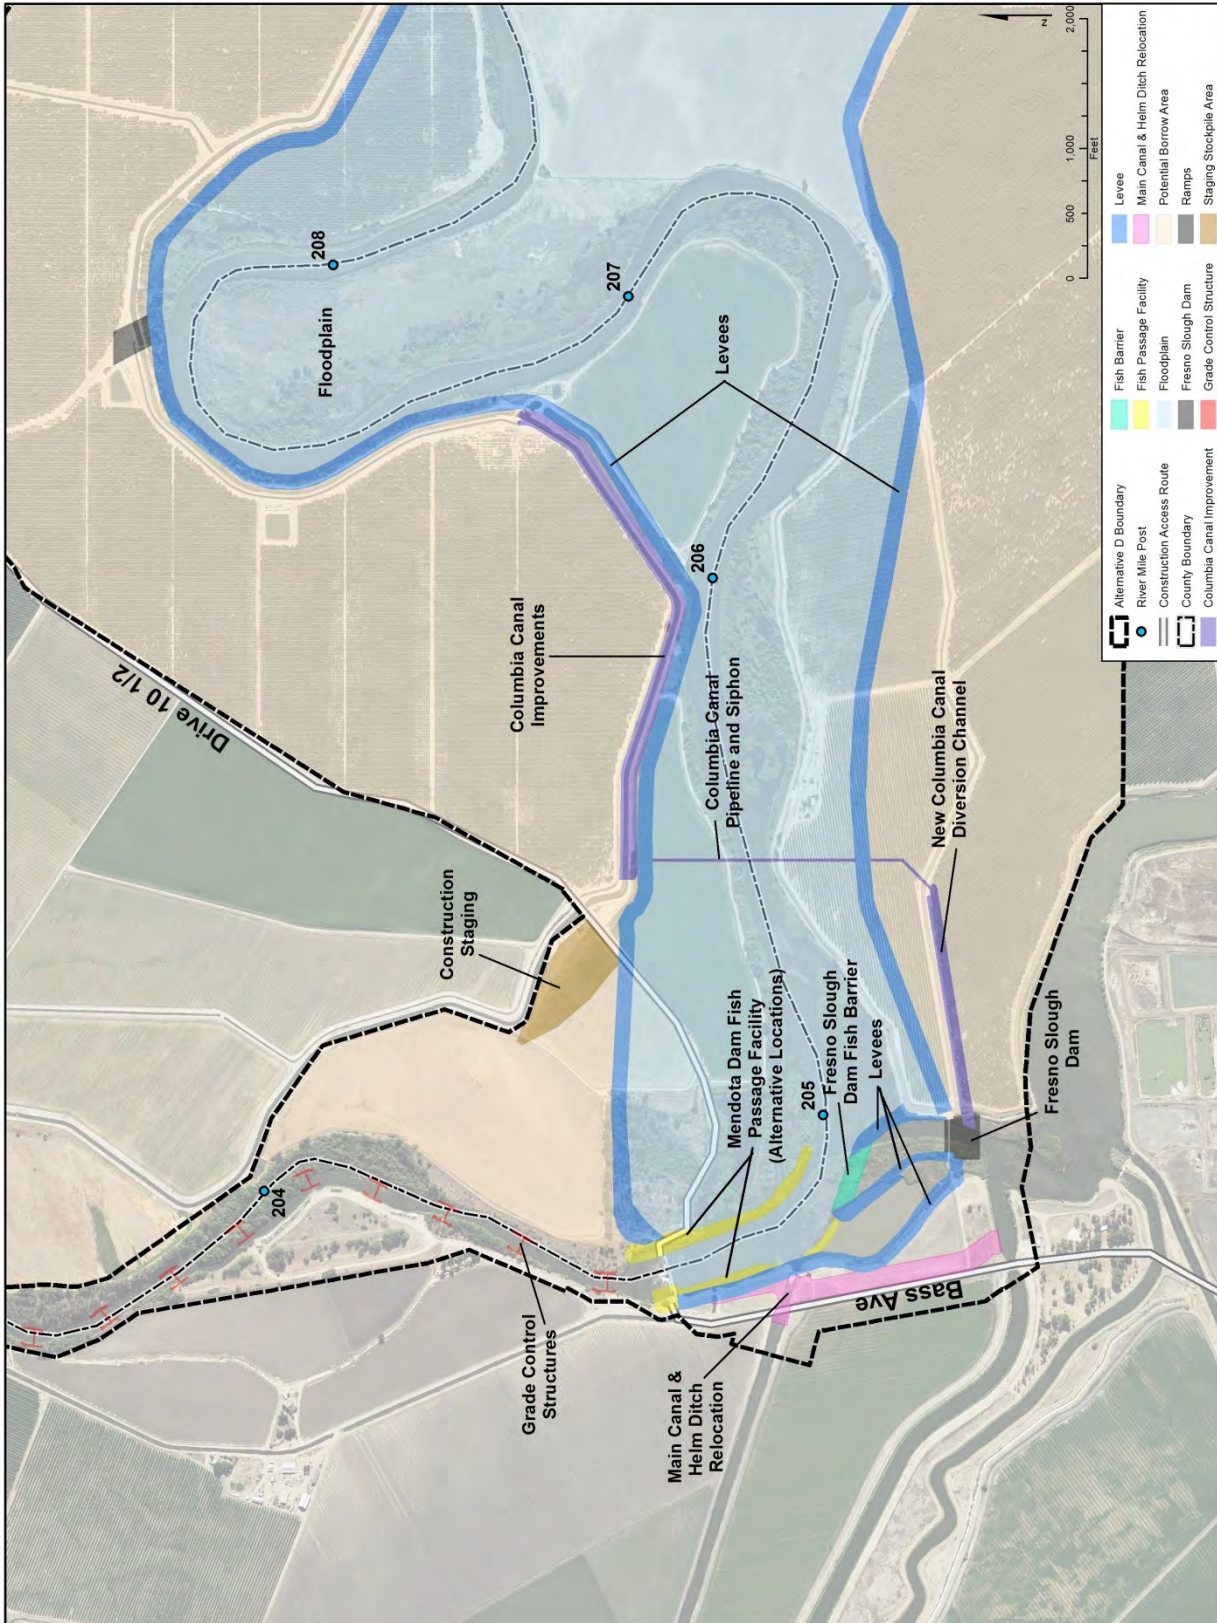 Drive 10 1/2
Construction
Staging
Columbia Canal
Improvements
Floodplain
208
207
Levees
206
Columbia Canal
Pipeline and Siphon
204
Grade Control
Structures
Main Canal &
Helm Ditch
Relocation
Mendota Dam Fish
Passage Facility
(Alternative Locations)
205
Fresno Slough
Dam Fish Barrier
Levees
Bass Ave
New Columbia Canal
Diversion Channel
Fresno Slough
Dam
z
0 500 1,000 2,000
Feet
Alternative D Boundary
River Mile Post
Construction Access Route
County Boundary
Columbia Canal Improvement
Fish Barrier
Fish Passage Facility
Floodplain
Fresno Slough Dam
Grade Control Structure
Levee
Main Canal & Helm Ditch Relocation
Potential Borrow Area
Ramps
Staging Stockpile Area